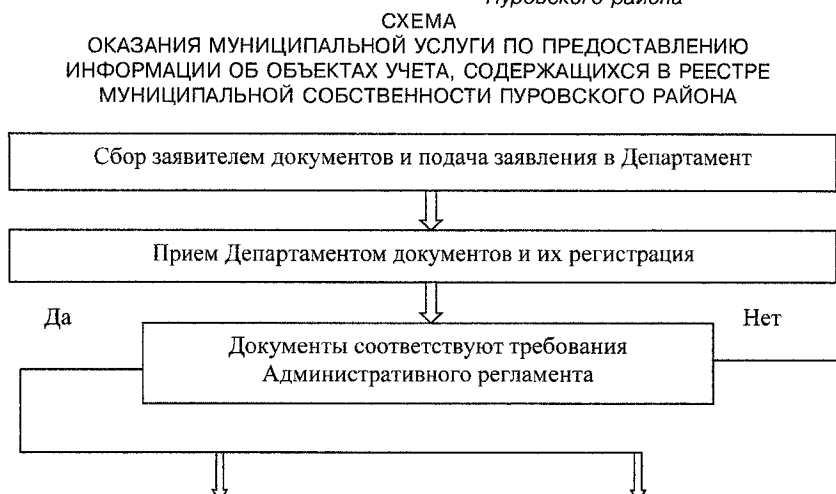 Пуровского района
СХЕМА
ОКАЗАНИЯ МУНИЦИПАЛЬНОЙ УСЛУГИ ПО ПРЕДОСТАВЛЕНИЮ
ИНФОРМАЦИИ ОБ ОБЪЕКТАХ УЧЕТА, СОДЕРЖАЩИХСЯ В РЕЕСТРЕ
МУНИЦИПАЛЬНОЙ СОБСТВЕННОСТИ ПУРОВСКОГО РАЙОНА
Сбор заявителем документов и подача заявления в Департамент
Прием Департаментом документов и их регистрация
Да
Нет
Документы соответствуют требования
Административного регламента